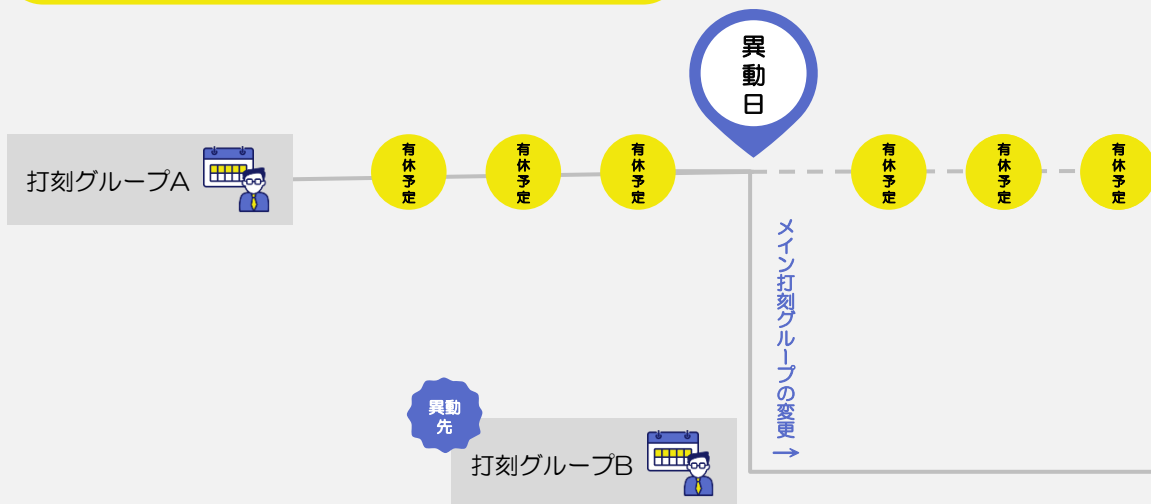 異動日
打刻グループA
有休予定
有休予定
有休予定
有休予定
有休予定
有休予定
メイン打刻グループの変更→
異動
先
打刻グループB